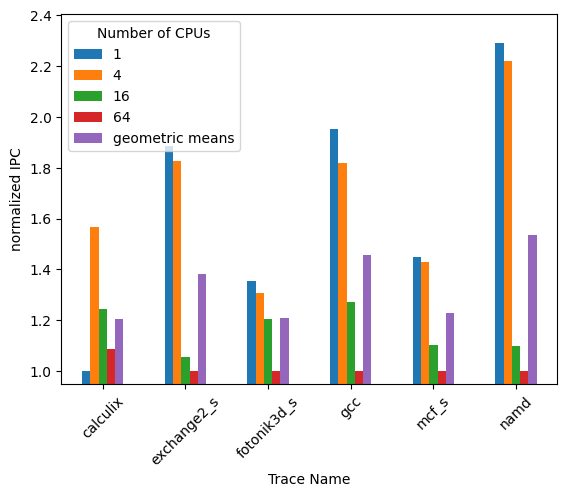 Number of CPUs
1
4
16
64
geometric means
normalized IPC
2.4
2.2
2.0
1.8
1.6
1.4
1.2
1.0
calculix
exchange2_s
fotonik3d_s
gcc
mcf_s
namd
Trace Name